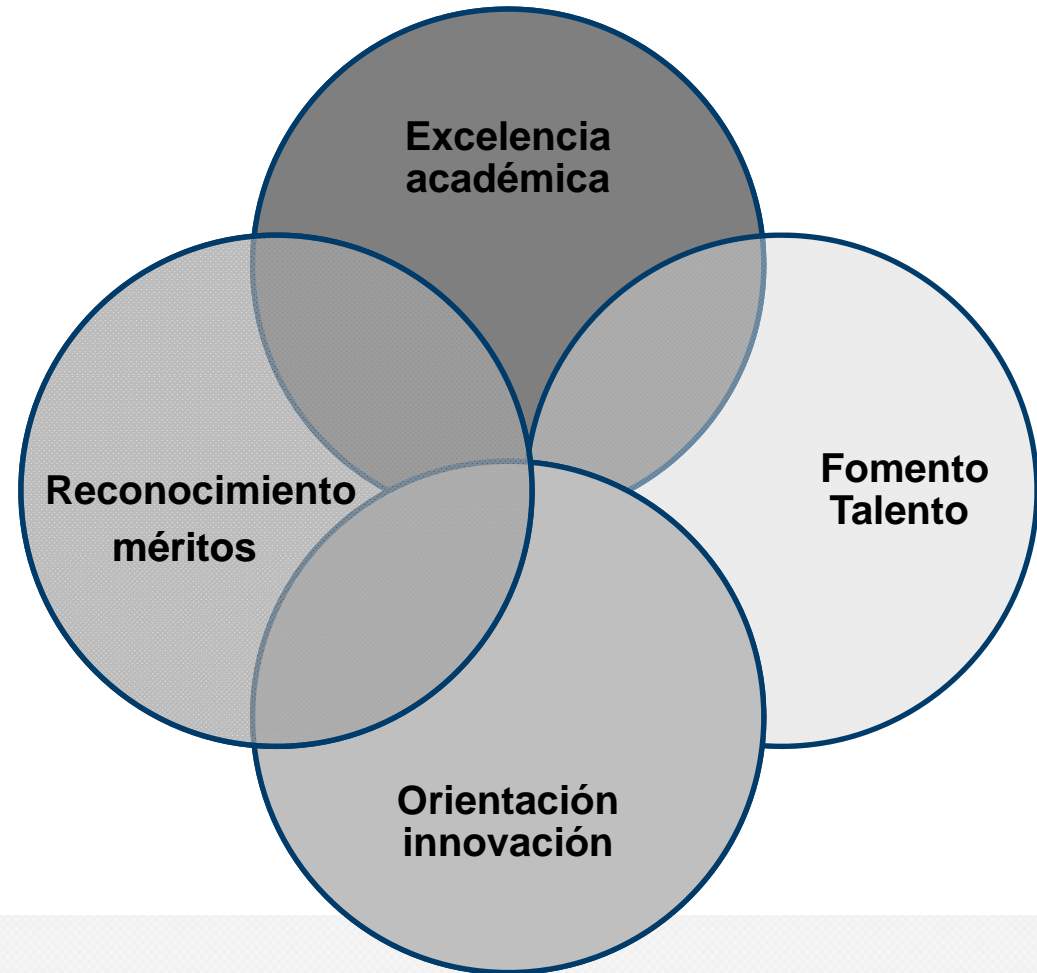 Excelencia
académica
Reconocimiento
méritos
Fomento
Talento
Orientación
innovación